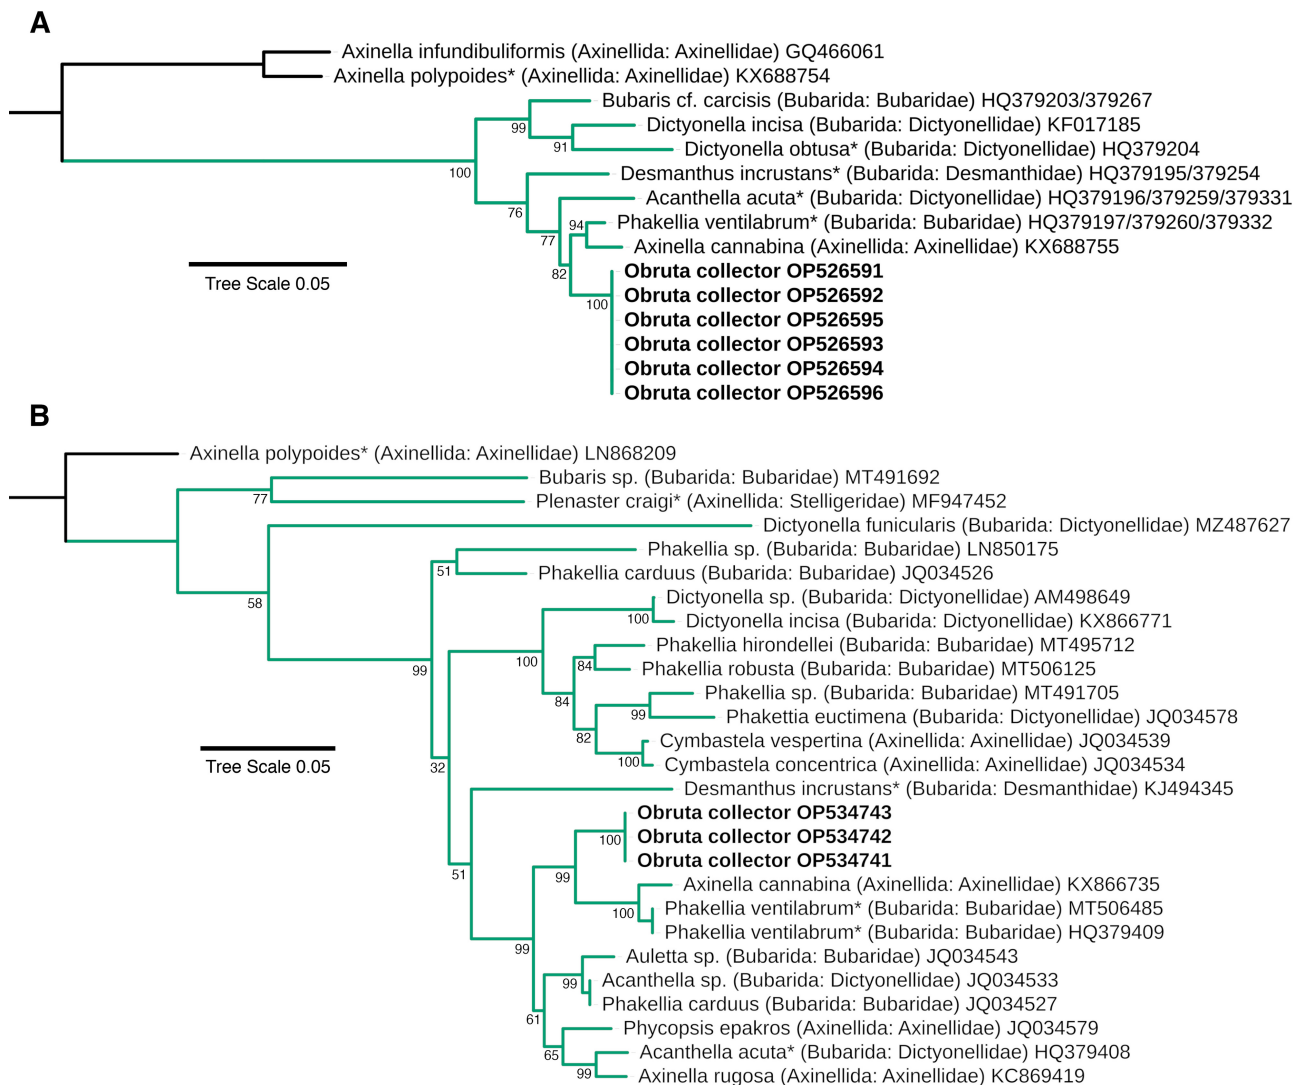 A
Axinella infundibuliformis (Axinellida: Axinellidae) GQ466061
Axinella polypoides* (Axinellida: Axinellidae) KX688754
Bubaris cf. carcisis (Bubarida: Bubaridae) HQ379203/379267
99
Dictyonella incisa (Bubarida: Dictyonellidae) KF017185
91
Dictyonella obtusa* (Bubarida: Dictyonellidae) HQ379204
100
Desmanthus incrustans* (Bubarida: Desmanthidae) HQ379195/379254
76
Acanthella acuta* (Bubarida: Dictyonellidae) HQ379196/379259/379331
94
Phakellia ventilabrum* (Bubarida: Bubaridae) HQ379197/379260/379332
77
Axinella cannabina (Axinellida: Axinellidae) KX688755
82
Obruta collector OP526591
Tree Scale 0.05
Obruta collector OP526592
100
Obruta collector OP526595
Obruta collector OP526593
Obruta collector OP526594
Obruta collector OP526596
B
Axinella polypoides* (Axinellida: Axinellidae) LN868209
Bubaris sp. (Bubarida: Bubaridae) MT491692
77
Plenaster craigi* (Axinellida: Stelligeridae) MF947452
Dictyonella funicularis (Bubarida: Dictyonellidae) MZ487627
Phakellia sp. (Bubarida: Bubaridae) LN850175
51
Phakellia carduus (Bubarida: Bubaridae) JQ034526
58
Dictyonella sp. (Bubarida: Dictyonellidae) AM498649
100
Dictyonella incisa (Bubarida: Dictyonellidae) KX866771
Phakellia hirondellei (Bubarida: Bubaridae) MT495712
100
84
99
Phakellia robusta (Bubarida: Bubaridae) MT506125
Phakellia sp. (Bubarida: Bubaridae) MT491705
84
99
Phakettia euctimena (Bubarida: Dictyonellidae) JQ034578
82
Cymbastela vespertina (Axinellida: Axinellidae) JQ034539
100
Tree Scale 0.05
32
Cymbastela concentrica (Axinellida: Axinellidae) JQ034534
Desmanthus incrustans* (Bubarida: Desmanthidae) KJ494345
Obruta collector OP534743
100
Obruta collector OP534742
Obruta collector OP534741
51
99
Axinella cannabina (Axinellida: Axinellidae) KX866735
100
Phakellia ventilabrum* (Bubarida: Bubaridae) MT506485
Phakellia ventilabrum* (Bubarida: Bubaridae) HQ379409
99
Auletta sp. (Bubarida: Bubaridae) JQ034543
99
Acanthella sp. (Bubarida: Dictyonellidae) JQ034533
Phakellia carduus (Bubarida: Bubaridae) JQ034527
61
Phycopsis epakros (Axinellida: Axinellidae) JQ034579
65
Acanthella acuta* (Bubarida: Dictyonellidae) HQ379408
99
Axinella rugosa (Axinellida: Axinellidae) KC869419